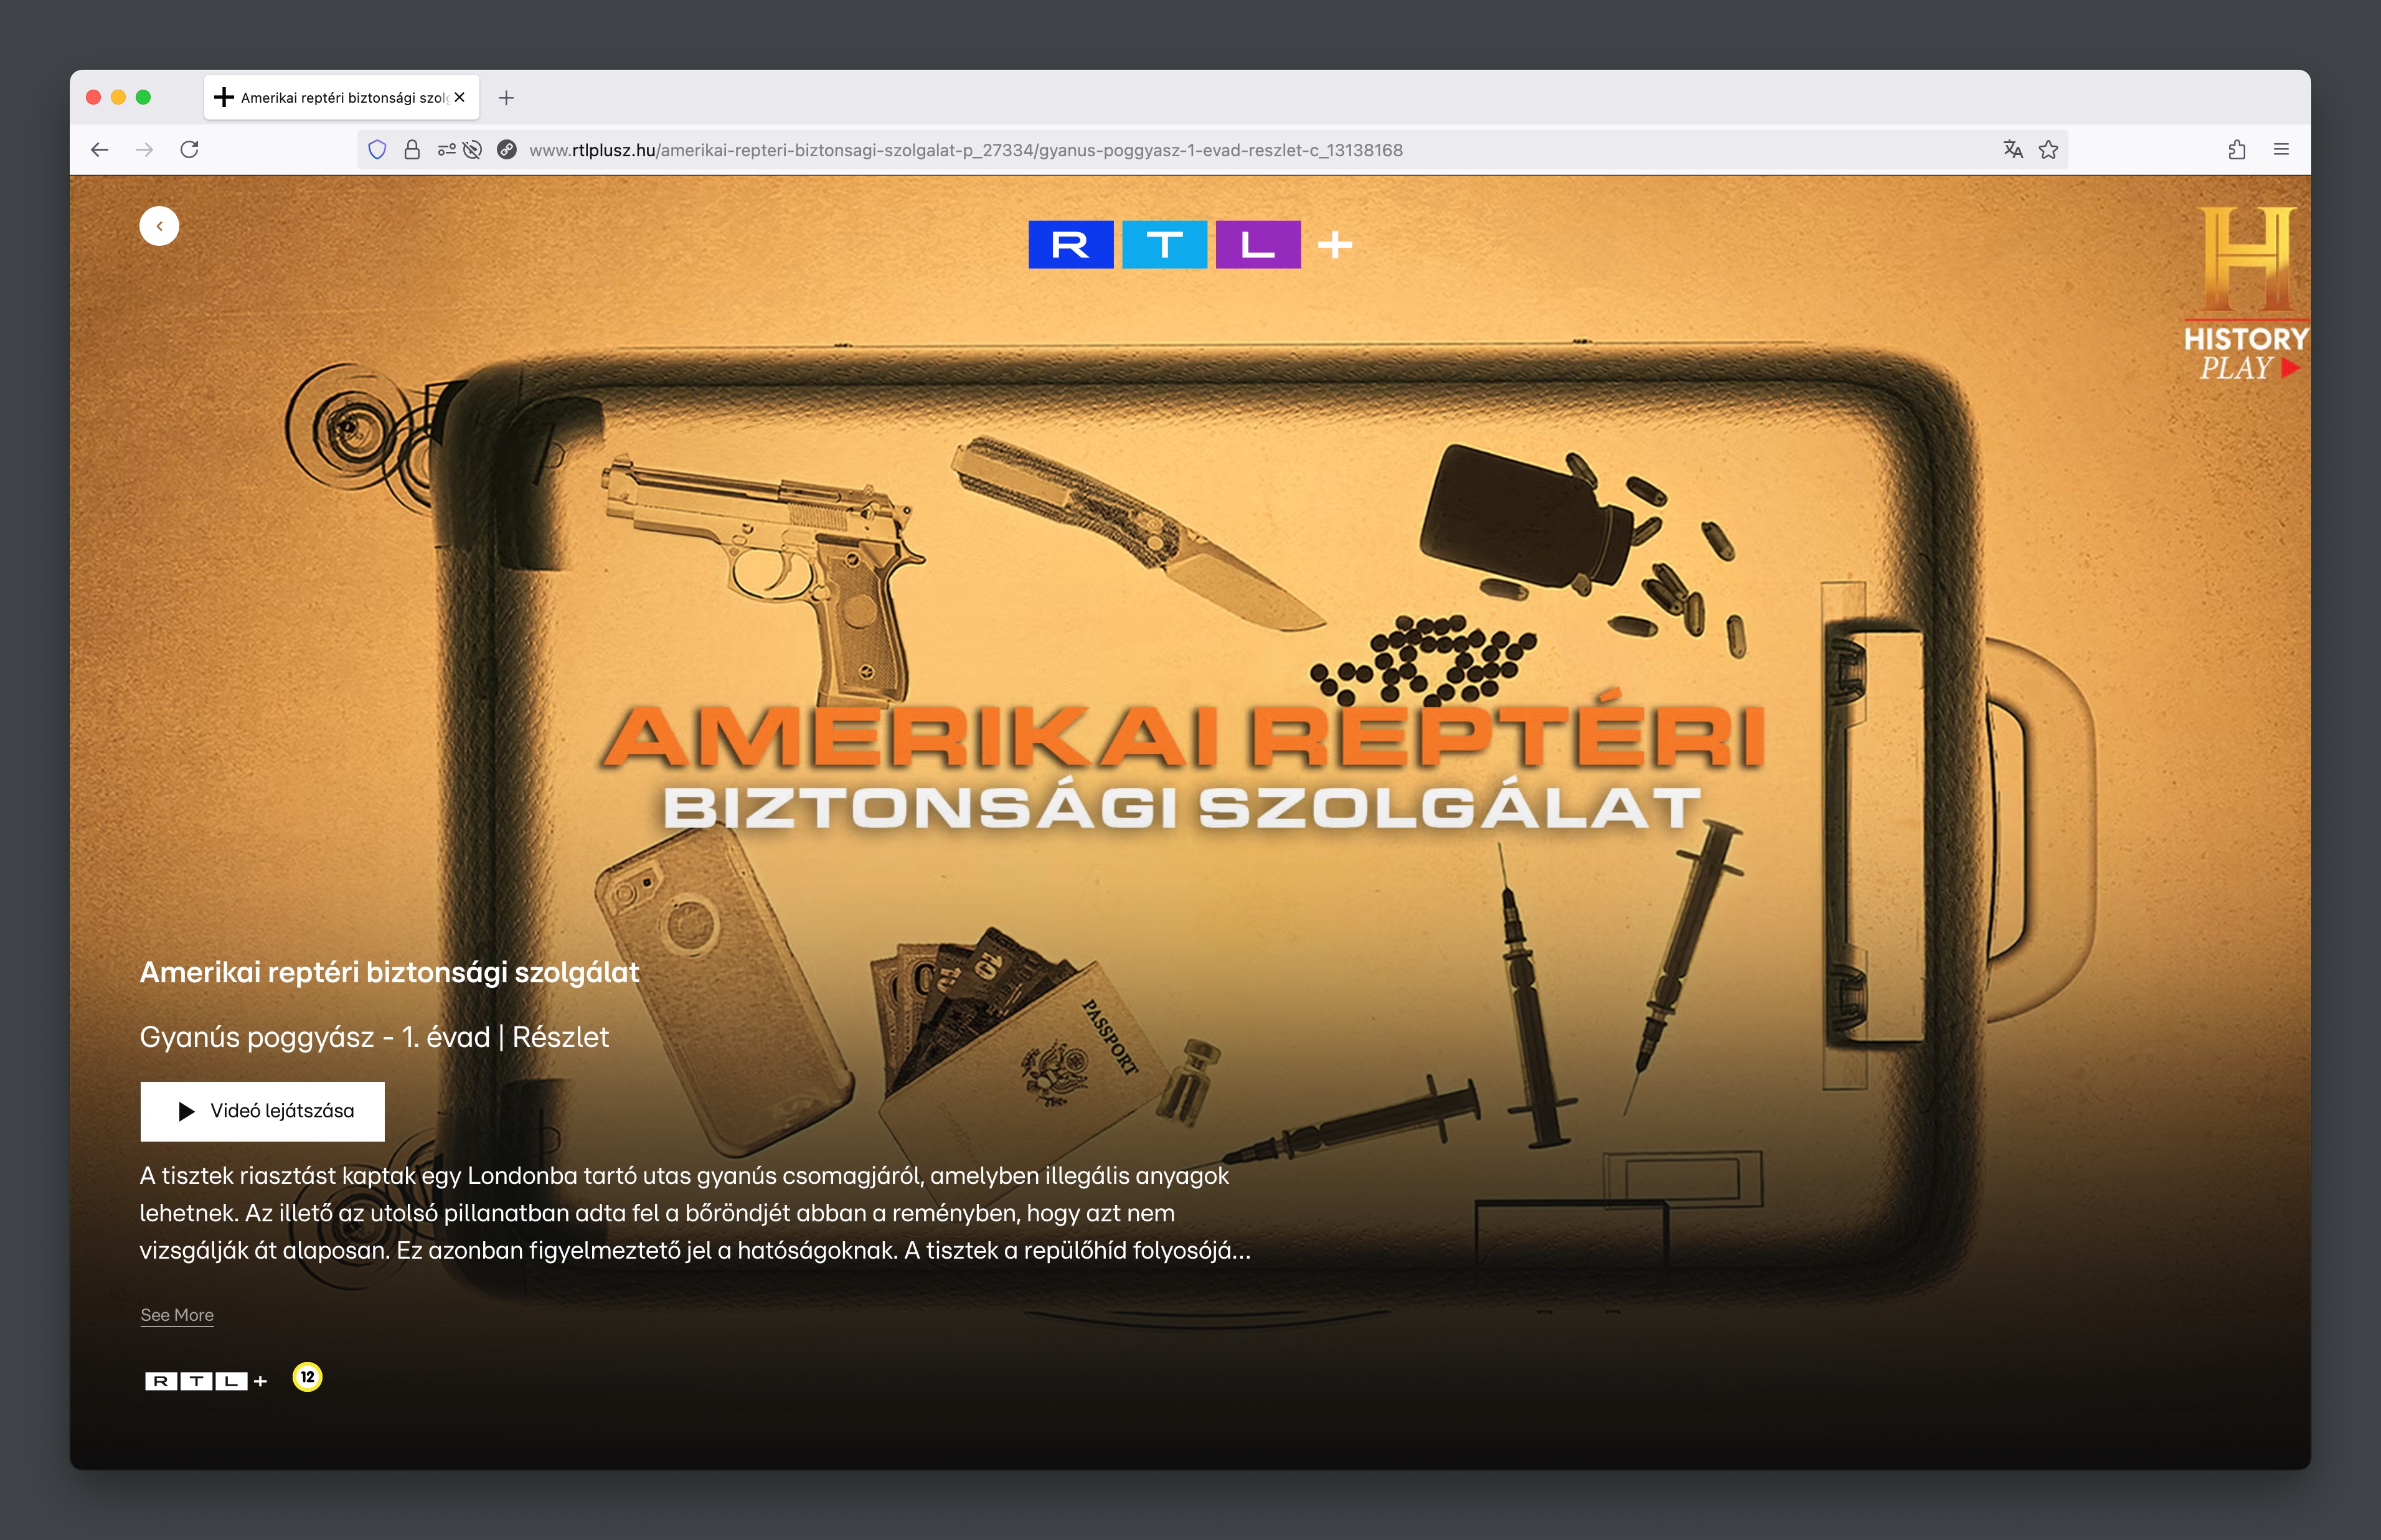 Amerikai reptéri biztonsági szol
www.rtlplusz.hu/amerikai-repteri-biztonsagi-szolgalat-p_27334/gyanus-poggyasz-1-evad-reszlet-c_13138168
RTL+
H
HISTORY
PLAY
AMERIKAI REPTÉRI
BIZTONSÁGI SZOLGÁLAT
10
PASSPORT
Amerikai reptéri biztonsági szolgálat
Gyanús poggyász - 1. évad | Részlet
Videó lejátszása
A tisztek riasztást kaptak egy Londonba tartó utas gyanús csomagjáról, amelyben illegális anyagok
lehetnek. Az illető az utolsó pillanatban adta fel a bőröndjét abban a reményben, hogy azt nem
vizsgálják át alaposan. Ez azonban figyelmeztető jel a hatóságoknak. A tisztek a repülőhíd folyosójá...
See More
RTL+ 12